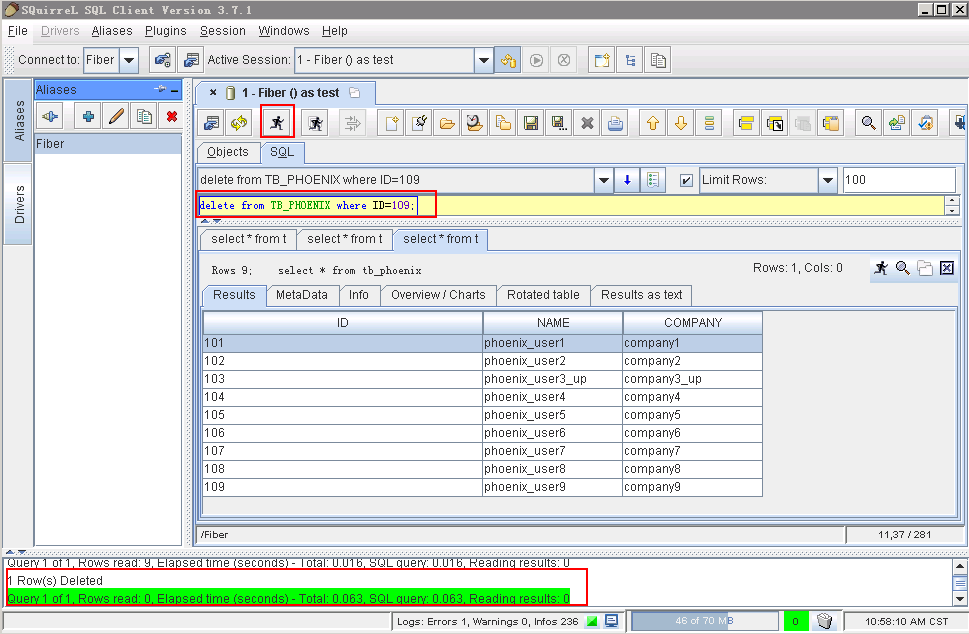 SQuirreL SQL Client Version 3.7.1
File Drivers Aliases Plugins Session Windows Help
Connect to: Fiber Active Session: 1 - Fiber () as test
Aliases
Drivers
Aliases
Fiber
1 - Fiber () as test
Objects SQL
delete from TB_PHOENIX where ID=109 Limit Rows: 100
delete from TB_PHOENIX where ID=109;
select * from t select * from t select * from t
Rows 9; select * from tb_phoenix Rows: 1, Cols: 0
Results MetaData Info Overview / Charts Rotated table Results as text
ID NAME COMPANY
101 phoenix_user1 company1
102 phoenix_user2 company2
103 phoenix_user3_up company3_up
104 phoenix_user4 company4
105 phoenix_user5 company5
106 phoenix_user6 company6
107 phoenix_user7 company7
108 phoenix_user8 company8
109 phoenix_user9 company9
/Fiber 11,37 / 281
Query 1 of 1, Rows read: 9, Elapsed time (seconds) - Total: 0.016, SQL query: 0.016, Reading results: 0
1 Row(s) Deleted
Query 1 of 1, Rows read: 0, Elapsed time (seconds) - Total: 0.063, SQL query: 0.063, Reading results: 0
Logs: Errors 1, Warnings 0, Infos 236 46 of 70 MB 0 10:58:10 AM CST